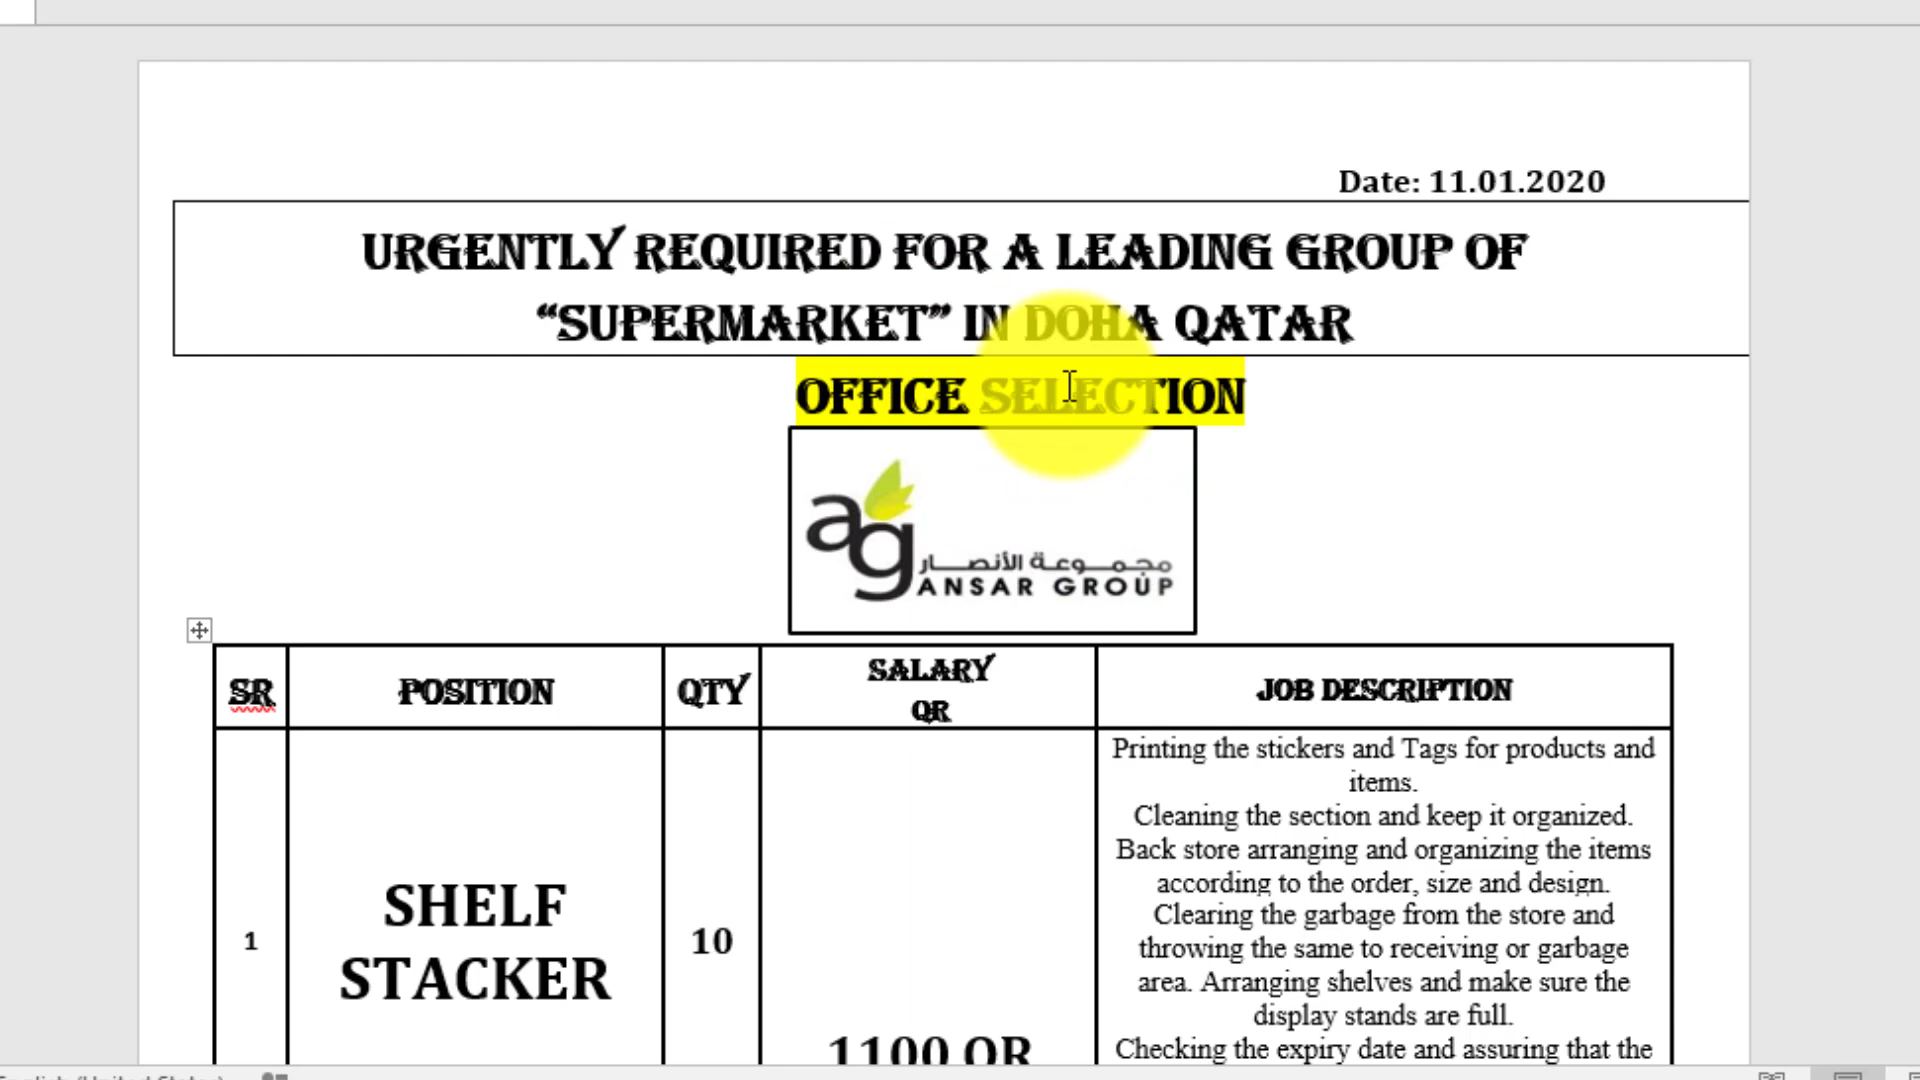 Date: 11.01.2020
URGENTLY REQUIRED FOR A LEADING GROUP OF
“SUPERMARKET” IN DOHA QATAR
OFFICE SELECTION
ag
مجموعة الأنصار
ANSAR GROUP
SR POSITION QTY SALARY QR JOB DESCRIPTION
1
SHELF
STACKER
10
1100 QR
Printing the stickers and Tags for products and
items.
Cleaning the section and keep it organized.
Back store arranging and organizing the items
according to the order, size and design.
Clearing the garbage from the store and
throwing the same to receiving or garbage
area. Arranging shelves and make sure the
display stands are full.
Checking the expiry date and assuring that the